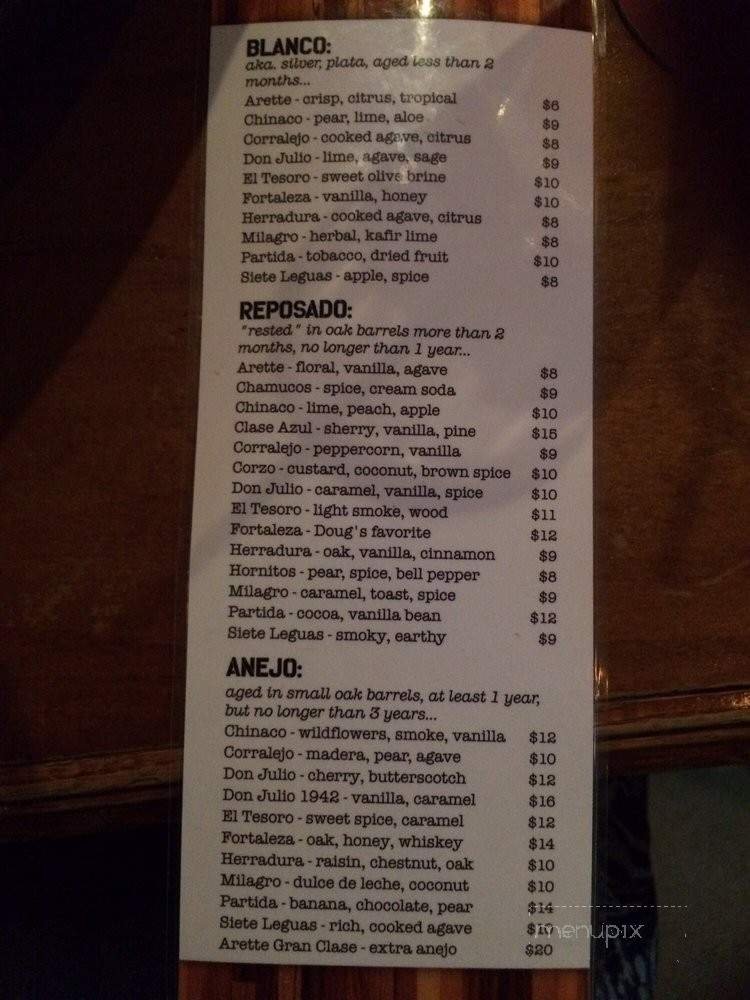 BLANCO:
aka. silver, plata, aged less than 2
months...
Arette - crisp, citrus, tropical $6
Chinaco - pear, lime, aloe $9
Corralejo - cooked agave, citrus $8
Don Julio - lime, agave, sage $9
El Tesoro - sweet olive brine $10
Fortaleza - vanilla, honey $10
Herradura - cooked agave, citrus $8
Milagro - herbal, kafir lime $8
Partida - tobacco, dried fruit $10
Siete Leguas - apple, spice $8
REPOSADO:
"rested" in oak barrels more than 2
months, no longer than 1 year...
Arette - floral, vanilla, agave $8
Chamucos - spice, cream soda $9
Chinaco - lime, peach, apple $10
Clase Azul - sherry, vanilla, pine $15
Corralejo - peppercorn, vanilla $9
Corzo - custard, coconut, brown spice $10
Don Julio - caramel, vanilla, spice $10
El Tesoro - light smoke, wood $11
Fortaleza - Doug's favorite $12
Herradura - oak, vanilla, cinnamon $9
Hornitos - pear, spice, bell pepper $8
Milagro - caramel, toast, spice $9
Partida - cocoa, vanilla bean $12
Siete Leguas - smoky, earthy $9
ANEJO:
aged in small oak barrels, at least 1 year,
but no longer than 3 years...
Chinaco - wildflowers, smoke, vanilla $12
Corralejo - madera, pear, agave $10
Don Julio - cherry, butterscotch $12
Don Julio 1942 - vanilla, caramel $16
El Tesoro - sweet spice, caramel $12
Fortaleza - oak, honey, whiskey $14
Herradura - raisin, chestnut, oak $10
Milagro - dulce de leche, coconut $10
Partida - banana, chocolate, pear $14
Siete Leguas - rich, cooked agave
Arette Gran Clase - extra anejo $20
menupix